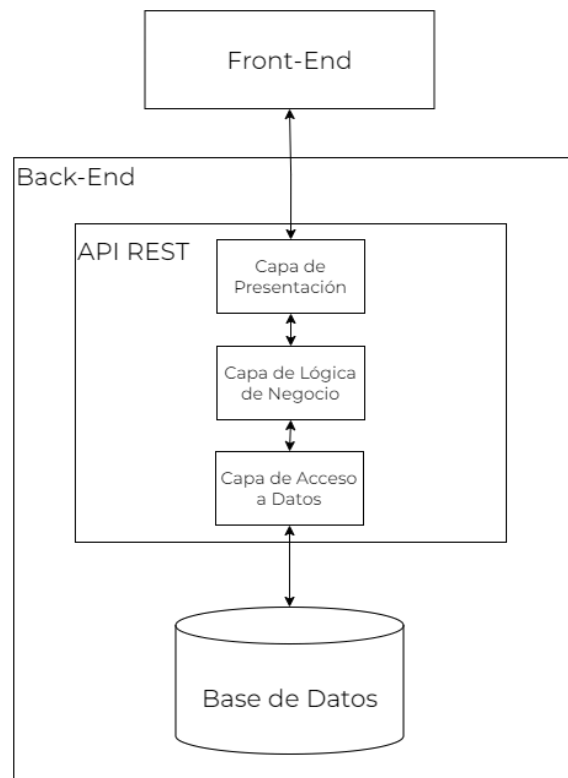 Front-End
Back-End
API REST
Capa de
Presentación
Capa de Lógica
de Negocio
Capa de Acceso
a Datos
Base de Datos